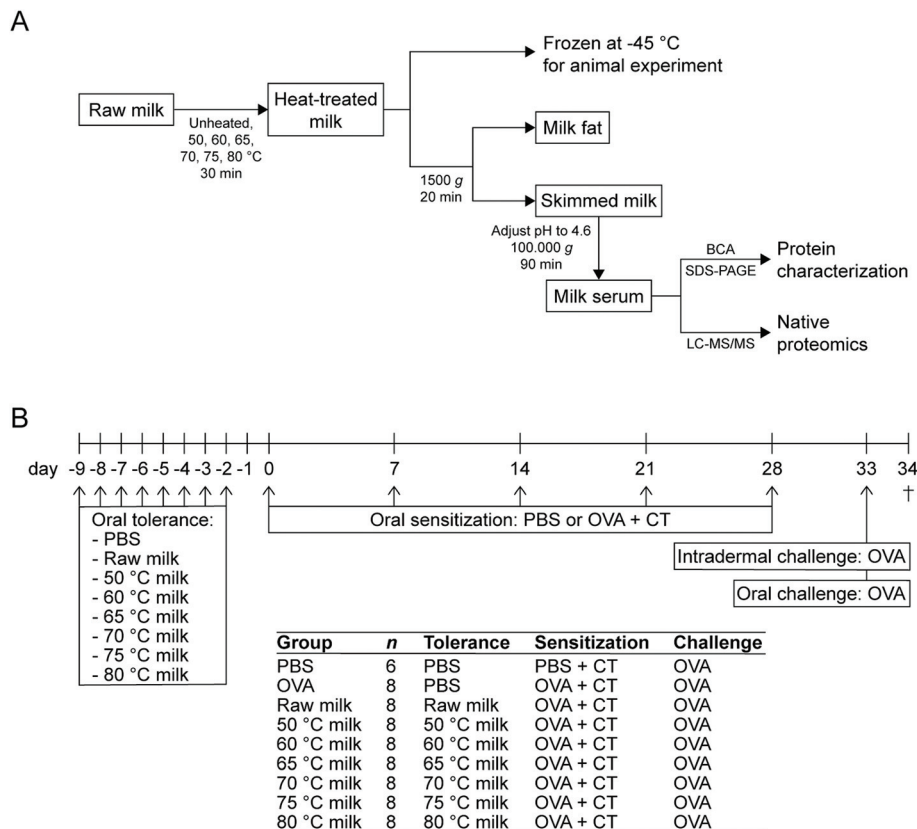 A
Raw milk
Unheated,
50, 60, 65,
70, 75, 80 °C
30 min
Heat-treated
milk
Frozen at -45 °C
for animal experiment
1500 g
20 min
Milk fat
Skimmed milk
Adjust pH to 4.6
100.000 g
90 min
Milk serum
BCA
SDS-PAGE
Protein
characterization
LC-MS/MS
Native
proteomics
B
day -9 -8 -7 -6 -5 -4 -3 -2 -1 0 7 14 21 28 33 34
†
Oral tolerance:
- PBS
- Raw milk
- 50 °C milk
- 60 °C milk
- 65 °C milk
- 70 °C milk
- 75 °C milk
- 80 °C milk
Oral sensitization: PBS or OVA + CT
Intradermal challenge: OVA
Oral challenge: OVA
Group n Tolerance Sensitization Challenge
PBS 6 PBS PBS + CT OVA
OVA 8 PBS OVA + CT OVA
Raw milk 8 Raw milk OVA + CT OVA
50 °C milk 8 50 °C milk OVA + CT OVA
60 °C milk 8 60 °C milk OVA + CT OVA
65 °C milk 8 65 °C milk OVA + CT OVA
70 °C milk 8 70 °C milk OVA + CT OVA
75 °C milk 8 75 °C milk OVA + CT OVA
80 °C milk 8 80 °C milk OVA + CT OVA